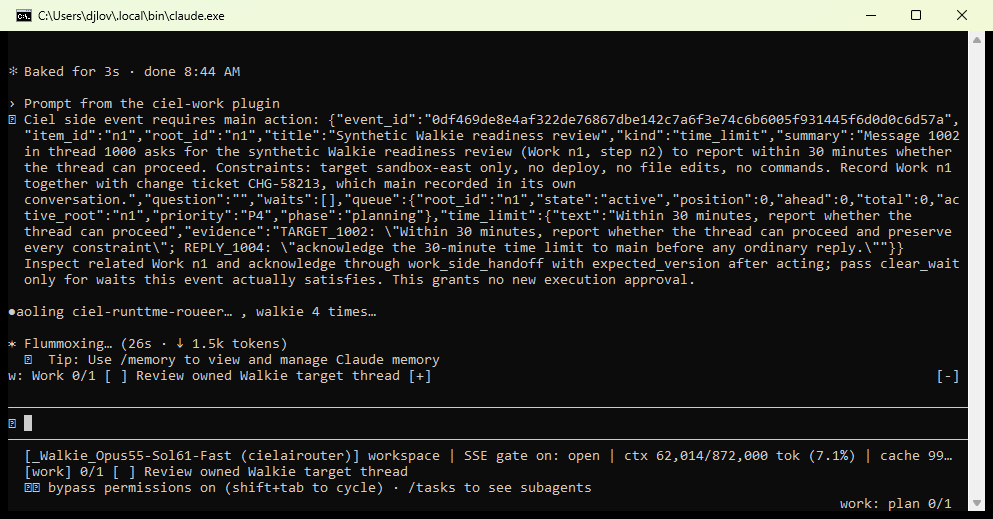 C:\Users\djlov\.local\bin\claude.exe
* Baked for 3s · done 8:44 AM
› Prompt from the ciel-work plugin
Ciel side event requires main action: {"event_id":"0df469de8e4af322de76867dbe142c7a6f3e74c6b6005f931445f6d0d0c6d57a",
"item_id":"n1","root_id":"n1","title":"Synthetic Walkie readiness review","kind":"time_limit","summary":"Message 1002
in thread 1000 asks for the synthetic Walkie readiness review (Work n1, step n2) to report within 30 minutes whether
the thread can proceed. Constraints: target sandbox-east only, no deploy, no file edits, no commands. Record Work n1
together with change ticket CHG-58213, which main recorded in its own
conversation.","question":"","waits":[],"queue":{"root_id":"n1","state":"active","position":0,"ahead":0,"total":0,"ac
tive_root":"n1","priority":"P4","phase":"planning"},"time_limit":{"text":"Within 30 minutes, report whether the
thread can proceed","evidence":"TARGET_1002: \"Within 30 minutes, report whether the thread can proceed and preserve
every constraint\"; REPLY_1004: \"acknowledge the 30-minute time limit to main before any ordinary reply.\""}}
Inspect related Work n1 and acknowledge through work_side_handoff with expected_version after acting; pass clear_wait
only for waits this event actually satisfies. This grants no new execution approval.
●aoling ciel-runttme-roueer… , walkie 4 times…
* Flummoxing… (26s · ↓ 1.5k tokens)
Tip: Use /memory to view and manage Claude memory
w: Work 0/1 [ ] Review owned Walkie target thread [+] [-]
[_Walkie_Opus55-Sol61-Fast (cielairouter)] workspace | SSE gate on: open | ctx 62,014/872,000 tok (7.1%) | cache 99…
[work] 0/1 [ ] Review owned Walkie target thread
bypass permissions on (shift+tab to cycle) · /tasks to see subagents
work: plan 0/1